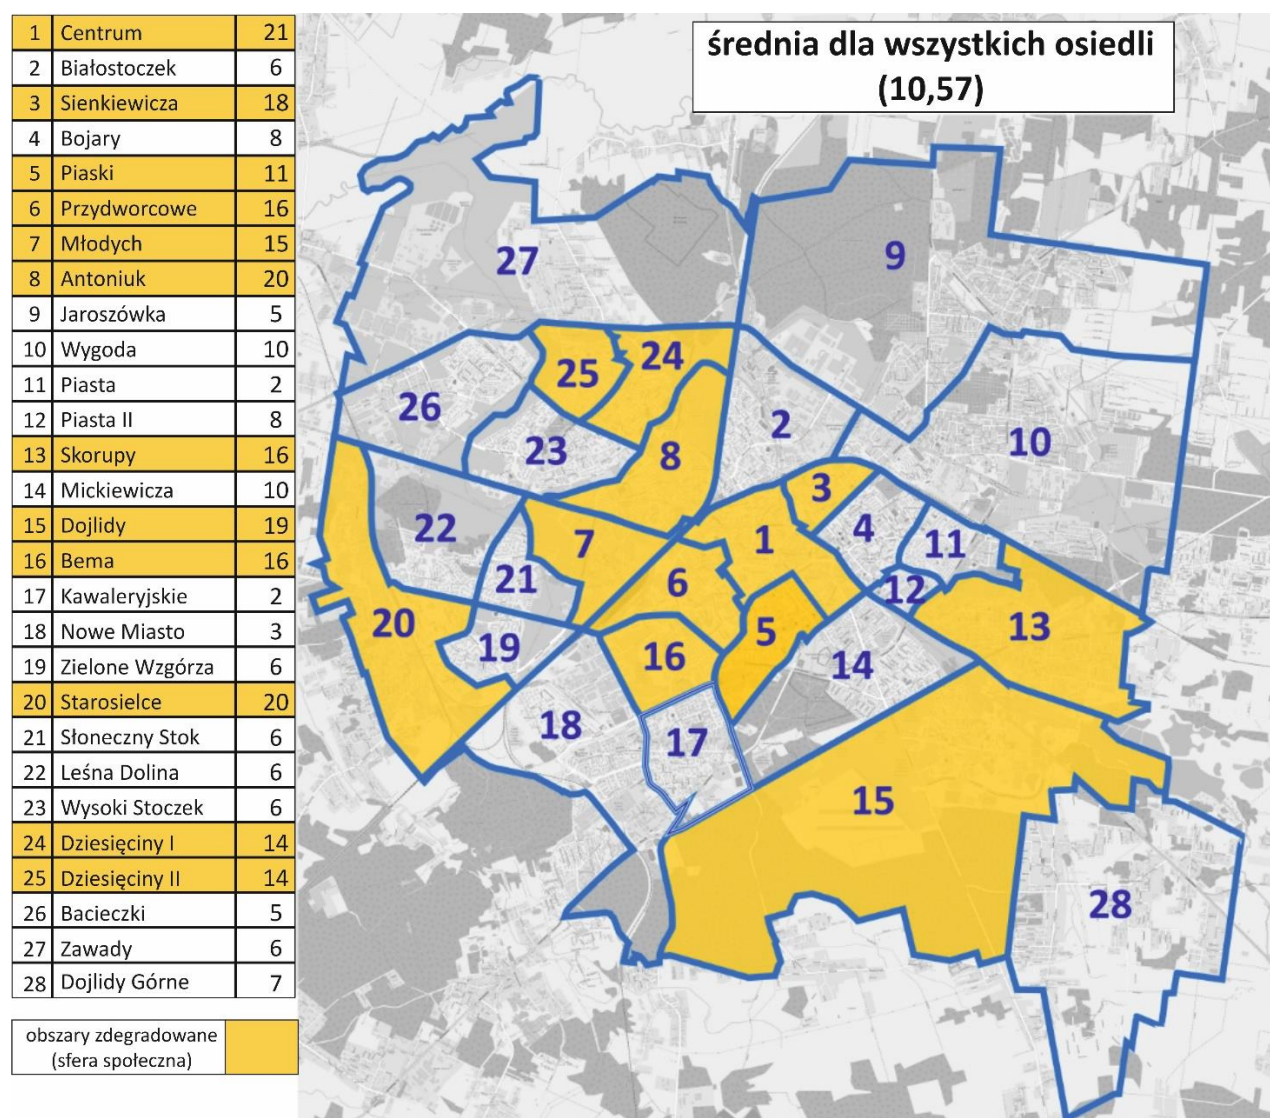 1 Centrum 21
2 Białostoczek 6
3 Sienkiewicza 18
4 Bojary 8
5 Piaski 11
6 Przydworcowe 16
7 Młodych 15
8 Antoniuk 20
9 Jaroszówka 5
10 Wygoda 10
11 Piasta 2
12 Piasta II 8
13 Skorupy 16
14 Mickiewicza 10
15 Dojlidy 19
16 Bema 16
17 Kawaleryjskie 2
18 Nowe Miasto 3
19 Zielone Wzgórza 6
20 Starosielce 20
21 Słoneczny Stok 6
22 Leśna Dolina 6
23 Wysoki Stoczek 6
24 Dziesięciny I 14
25 Dziesięciny II 14
26 Bacieczki 5
27 Zawady 6
28 Dojlidy Górne 7
obszary zdegradowane
(sfera społeczna)
średnia dla wszystkich osiedli
(10,57)
27
9
24
25
26
2
10
23
8
3
22
7
1
4
11
21
6
12
20
5
13
19
16
14
18
17
15
28